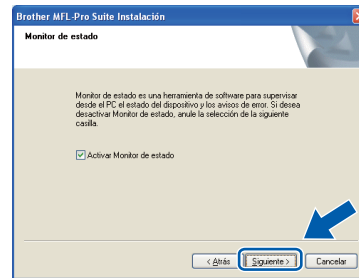 Brother MFL-Pro Suite Instalación
Monitor de estado
Monitor de estado es una herramienta de software para supervisar
desde el PC el estado del dispositivo y los avisos de error. Si desea
desactivar Monitor de estado, anule la selección de la siguiente
casilla.
Activar Monitor de estado
< Atrás Siguiente > Cancelar